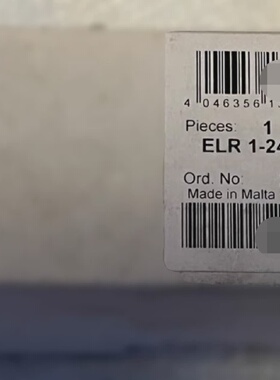 4 046356 1
Pieces: 1
ELR 1-24
Ord. No
Made in Malta